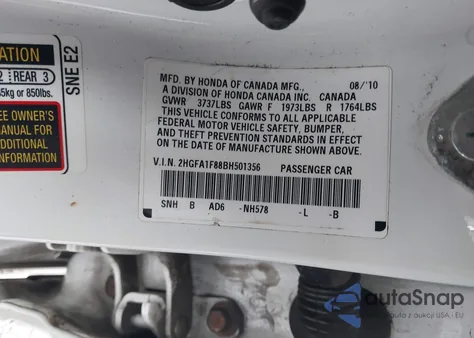 ATION
2 REAR 3
5kg or 850lbs.
EE OWNER'S
MANUAL FOR
ADDITIONAL
SNE E2
MFD. BY HONDA OF CANADA MFG., 08/'10
A DIVISION OF HONDA CANADA INC. CANADA
GVWR 3737LBS GAWR F 1973LBS R 1764LBS
THIS VEHICLE CONFORMS TO ALL APPLICABLE
FEDERAL MOTOR VEHICLE SAFETY, BUMPER,
AND THEFT PREVENTION STANDARDS IN EFFECT
ON THE DATE OF MANUFACTURE SHOWN ABOVE.
V.I.N. 2HGFA1F88BH501356 PASSENGER CAR
SNH B AD6 -NH578 -L -B
autoSnap